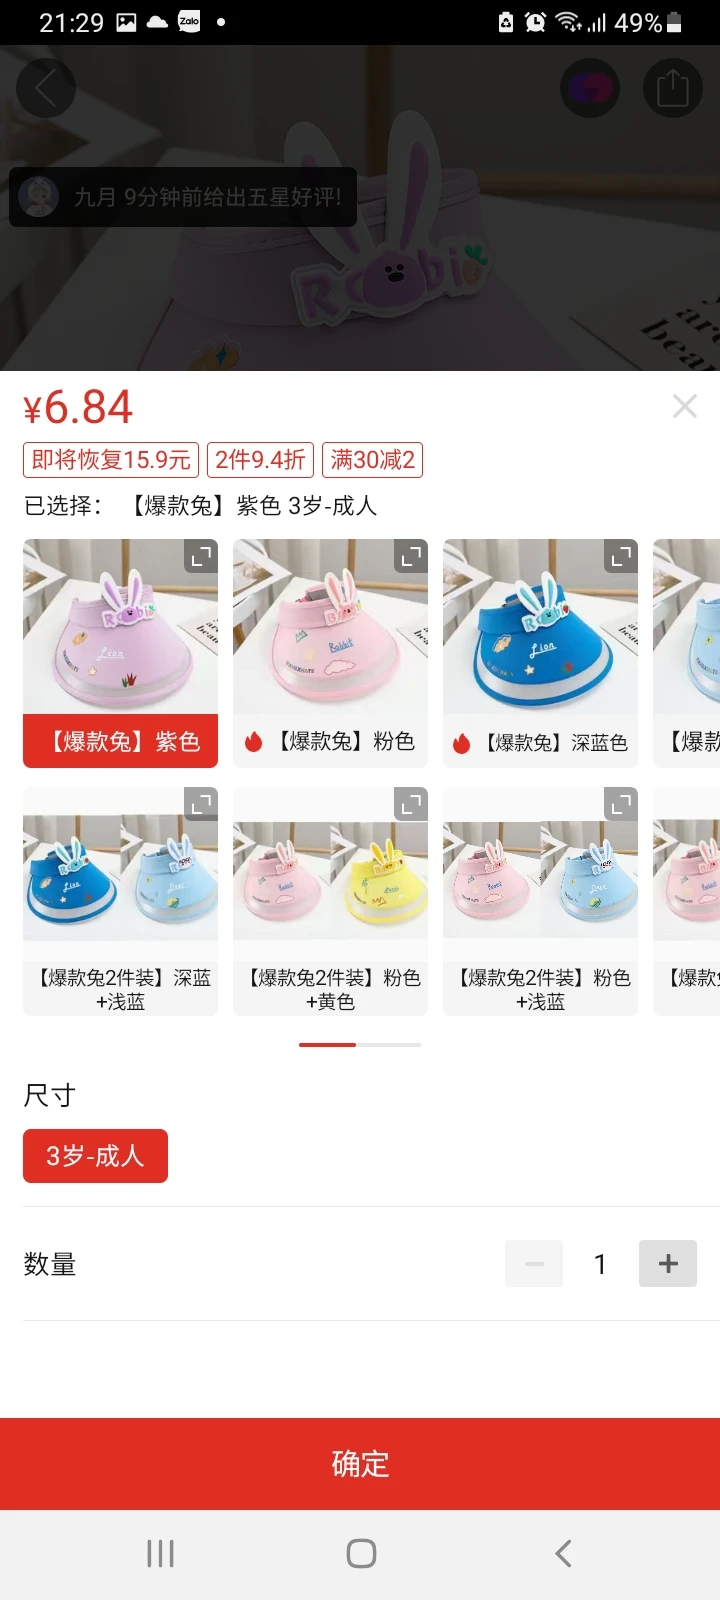 21:29
Zalo
49%
九月 9分钟前给出五星好评!
Rabi
¥6.84
即将恢复15.9元 2件9.4折 满30减2
已选择： 【爆款兔】紫色 3岁-成人
Lion
Rabbit
Lion
【爆款兔】紫色
【爆款兔】粉色
【爆款兔】深蓝色
【爆款
【爆款兔2件装】深蓝
+浅蓝
【爆款兔2件装】粉色
+黄色
【爆款兔2件装】粉色
+浅蓝
【爆款
尺寸
3岁-成人
数量
1
确定